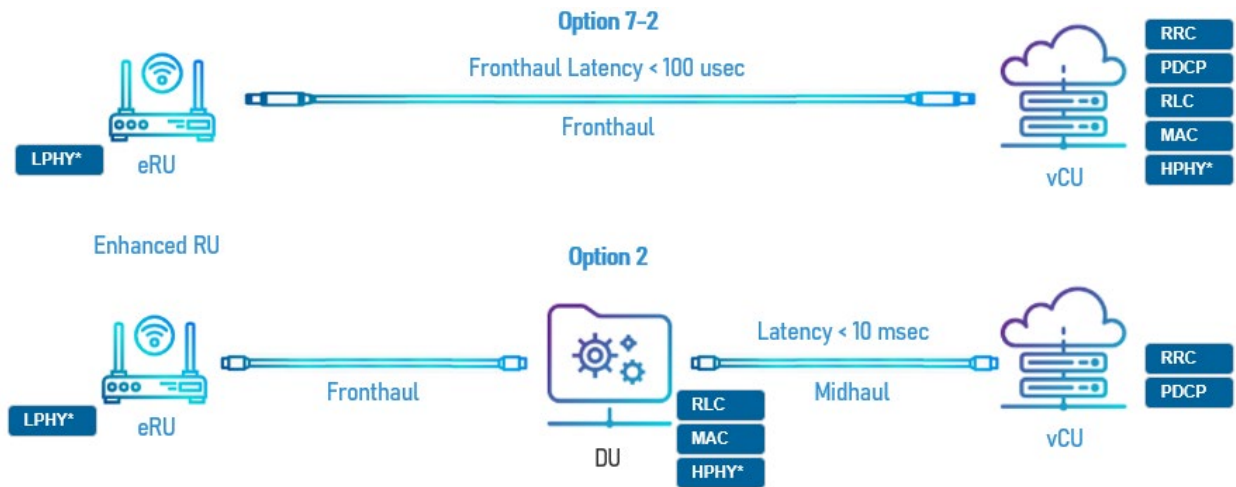 Option 7-2
Fronthaul Latency < 100 usec
Fronthaul
LPHY*
eRU
vCU
RRC
PDCP
RLC
MAC
HPHY*
Enhanced RU
Option 2
Latency < 10 msec
Fronthaul
Midhaul
LPHY*
eRU
DU
RLC
MAC
HPHY*
vCU
RRC
PDCP